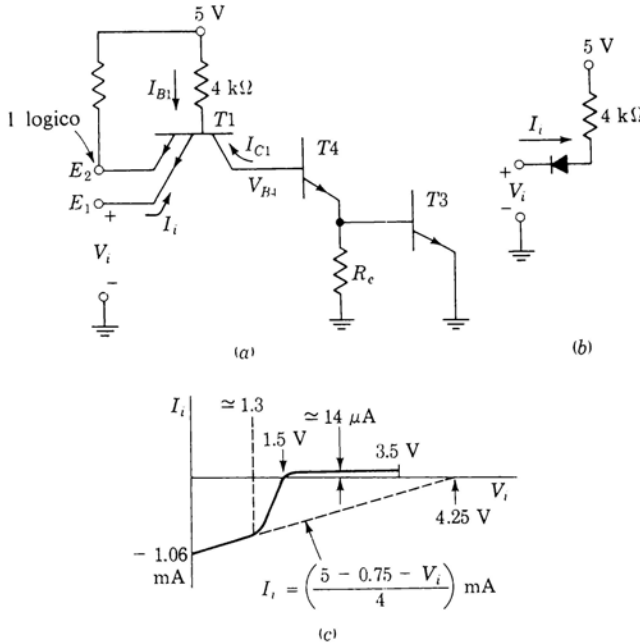 5 V
I_B1
4 kΩ
1 logico
T1
I_C1
T4
E_2
V_B4
E_1
+
I_i
T3
V_i
R_e
-
(a)
5 V
4 kΩ
I_i
+
V_i
-
(b)
I_i
≃ 1.3
≃ 14 μA
1.5 V
3.5 V
V_i
4.25 V
- 1.06
mA
I_i = ( 5 - 0.75 - V_i / 4 ) mA
(c)